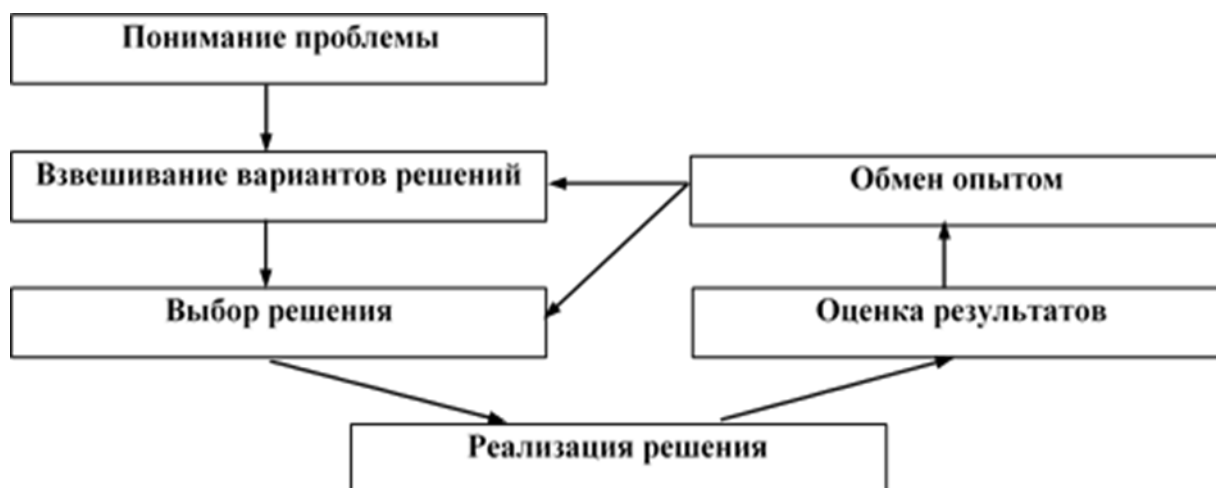 Понимание проблемы
Взвешивание вариантов решений
Обмен опытом
Выбор решения
Оценка результатов
Реализация решения